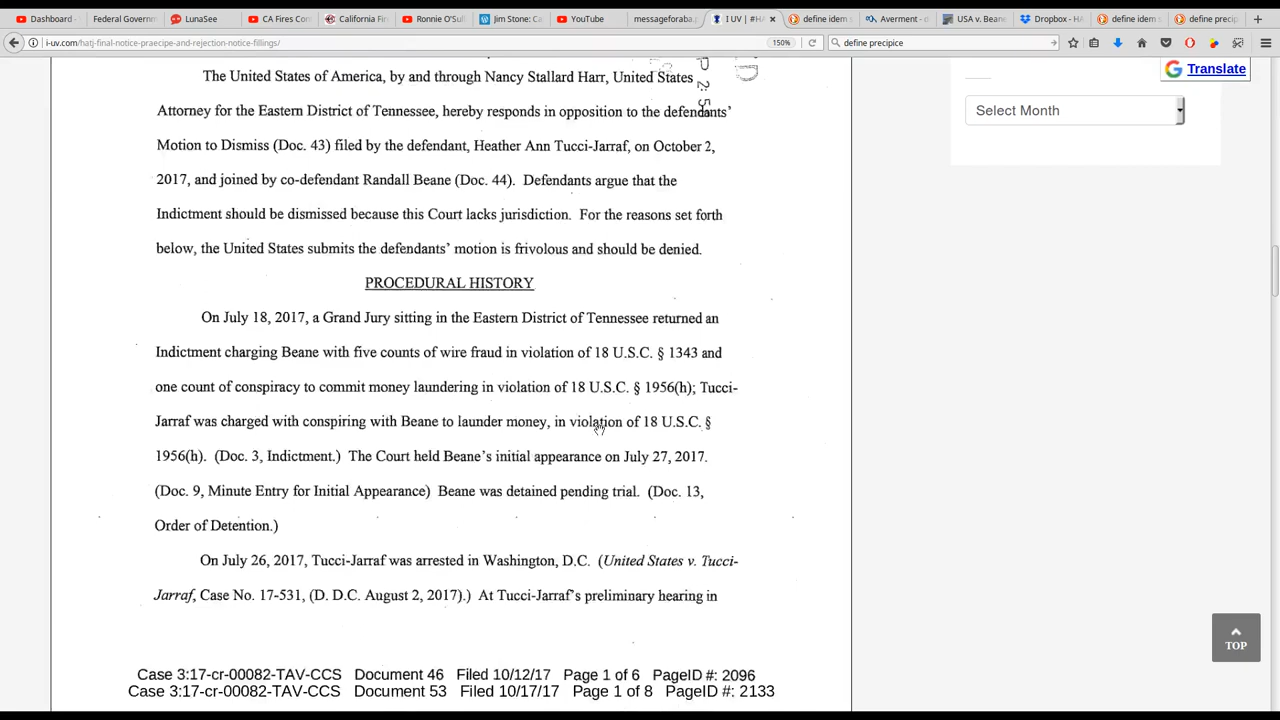 Dashboard -
Federal Governm
LunaSee
CA Fires Con
California Fire
Ronnie O'Sul
Jim Stone: Ca
YouTube
messageforaba.p
I UV | #HA
define idem s
Averment - d
USA v. Beane
Dropbox - HA
define idem s
define precip
i-uv.com/hatj-final-notice-praecipe-and-rejection-notice-fillings/
150%
define precipice
Translate
Select Month
The United States of America, by and through Nancy Stallard Harr, United States
Attorney for the Eastern District of Tennessee, hereby responds in opposition to the defendants'
Motion to Dismiss (Doc. 43) filed by the defendant, Heather Ann Tucci-Jarraf, on October 2,
2017, and joined by co-defendant Randall Beane (Doc. 44). Defendants argue that the
Indictment should be dismissed because this Court lacks jurisdiction. For the reasons set forth
below, the United States submits the defendants' motion is frivolous and should be denied.
PROCEDURAL HISTORY
On July 18, 2017, a Grand Jury sitting in the Eastern District of Tennessee returned an
Indictment charging Beane with five counts of wire fraud in violation of 18 U.S.C. § 1343 and
one count of conspiracy to commit money laundering in violation of 18 U.S.C. § 1956(h); Tucci-
Jarraf was charged with conspiring with Beane to launder money, in violation of 18 U.S.C. §
1956(h). (Doc. 3, Indictment.) The Court held Beane's initial appearance on July 27, 2017.
(Doc. 9, Minute Entry for Initial Appearance) Beane was detained pending trial. (Doc. 13,
Order of Detention.)
On July 26, 2017, Tucci-Jarraf was arrested in Washington, D.C. (United States v. Tucci-
Jarraf, Case No. 17-531, (D. D.C. August 2, 2017).) At Tucci-Jarraf's preliminary hearing in
Case 3:17-cr-00082-TAV-CCS Document 46 Filed 10/12/17 Page 1 of 6 PageID #: 2096
Case 3:17-cr-00082-TAV-CCS Document 53 Filed 10/17/17 Page 1 of 8 PageID #: 2133
TOP